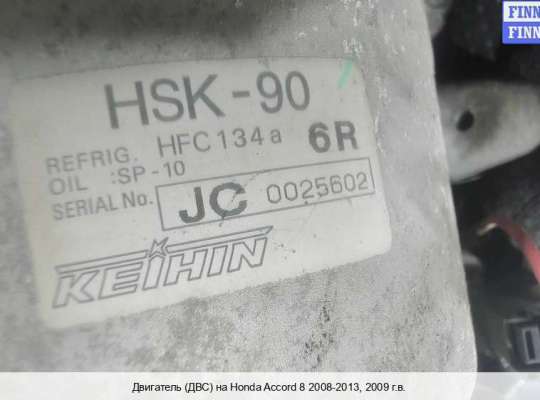 FINN
FINN
HSK-90
REFRIG. HFC134a 6R
OIL :SP-10
SERIAL No. JC 0025602
KEIHIN
Двигатель (ДВС) на Honda Accord 8 2008-2013, 2009 г.в.